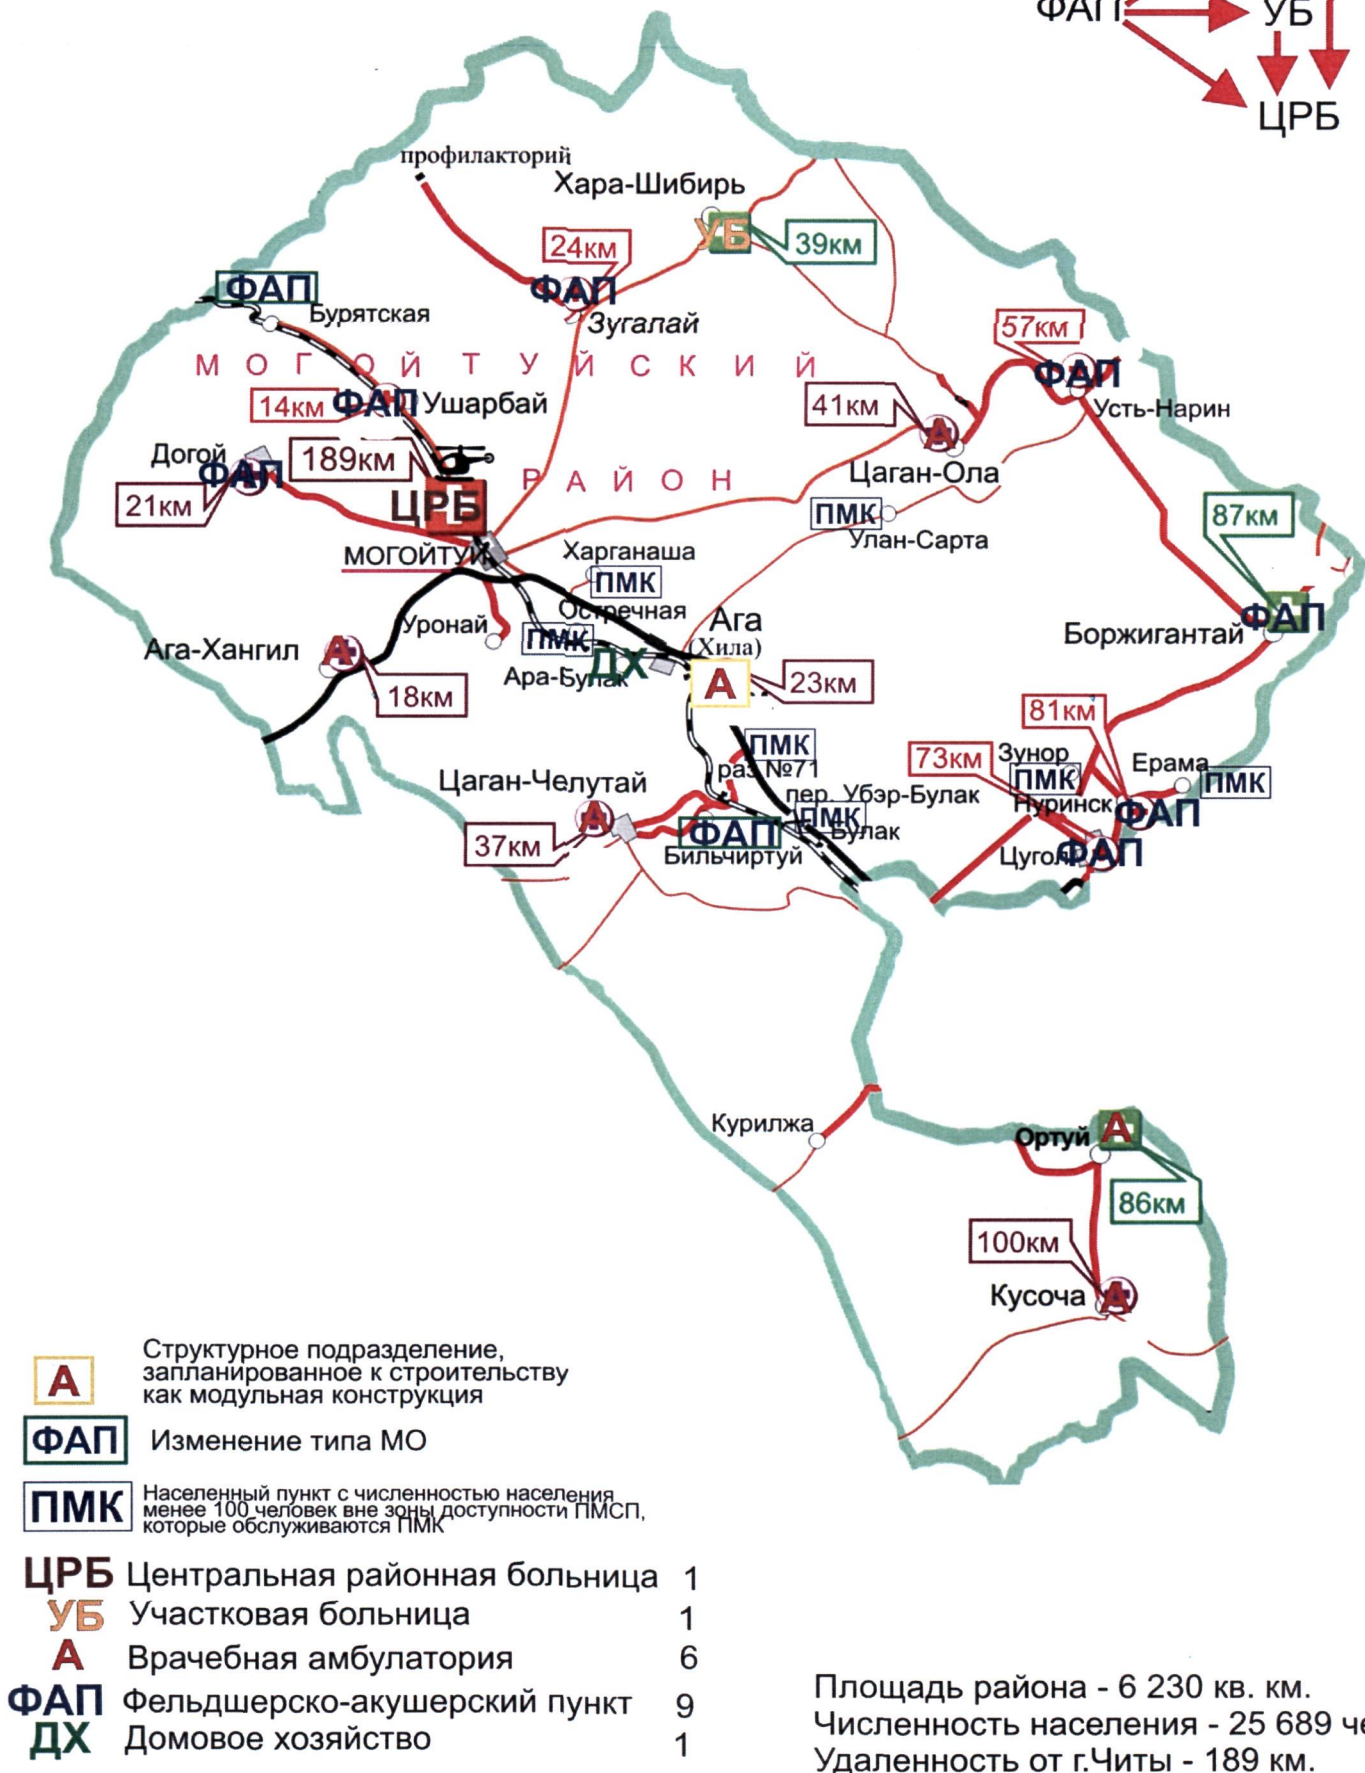 ФАП
УБ
ЦРБ
профилакторий
Хара-Шибирь
УБ
39км
24км
ФАП
Зугалай
ФАП
Бурятская
МОГОЙТУЙСКИЙ
57км
ФАП
Усть-Нарин
14км
ФАП
Ушарбай
41км
А
Цаган-Ола
Догой
ФАП
21км
189км
ЦРБ
РАЙОН
МОГОЙТУЙ
ПМК
Улан-Сарта
87км
ФАП
Боржигантай
Харганаша
ПМК
Остречная
Уронай
ПМК
Ага
(Хила)
Ага-Хангил
А
18км
Ара-Булак
ДХ
А
23км
81км
ПМК
раз.№71
73км
Зунор
ПМК
Ерама
ПМК
Цаган-Челутай
А
пер. Убэр-Булак
ПМК
Нуринск
ФАП
37км
ФАП
Булак
Бильчиртуй
Цугол
ФАП
Курилжа
Ортуй
А
86км
100км
Кусоча
А
А
Структурное подразделение,
запланированное к строительству
как модульная конструкция
ФАП Изменение типа МО
ПМК
Населенный пункт с численностью населения
менее 100 человек вне зоны доступности ПМСП,
которые обслуживаются ПМК
ЦРБ Центральная районная больница 1
УБ Участковая больница 1
А Врачебная амбулатория 6
ФАП Фельдшерско-акушерский пункт 9
ДХ Домовое хозяйство 1
Площадь района - 6 230 кв. км.
Численность населения - 25 689 че
Удаленность от г.Читы - 189 км.